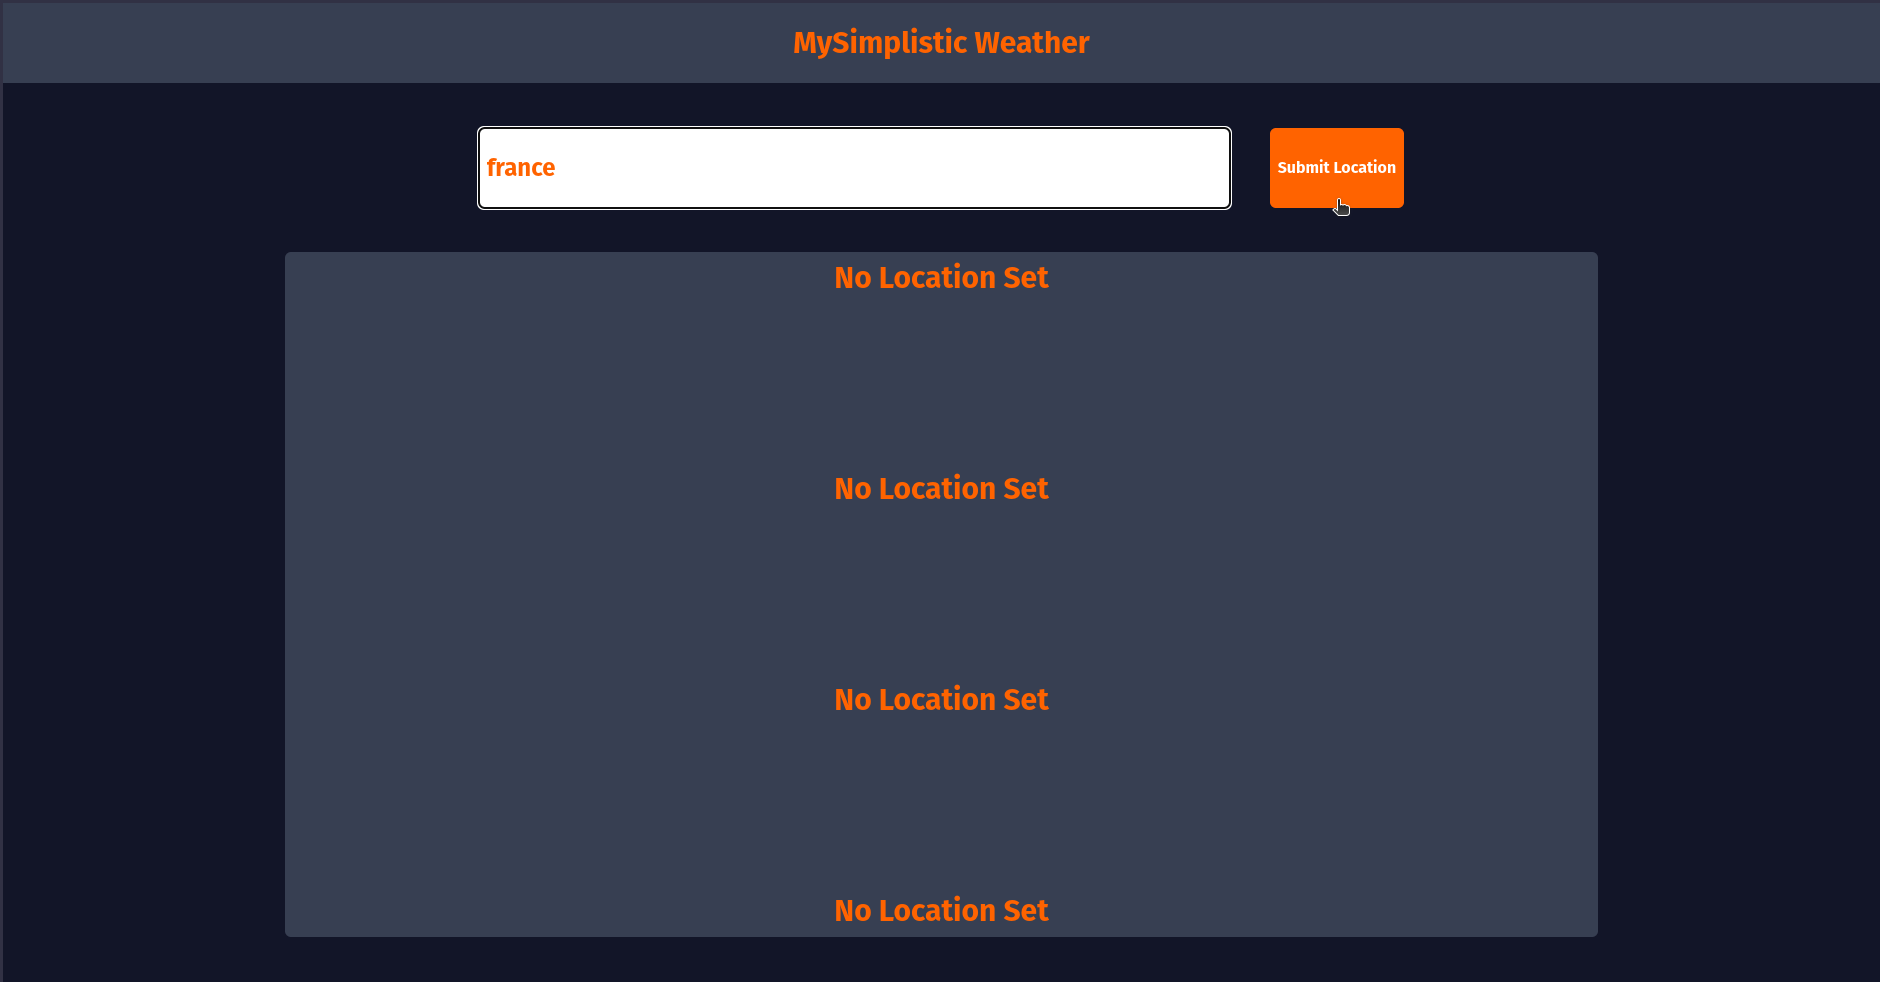 MySimplistic Weather
france
Submit Location
No Location Set
No Location Set
No Location Set
No Location Set